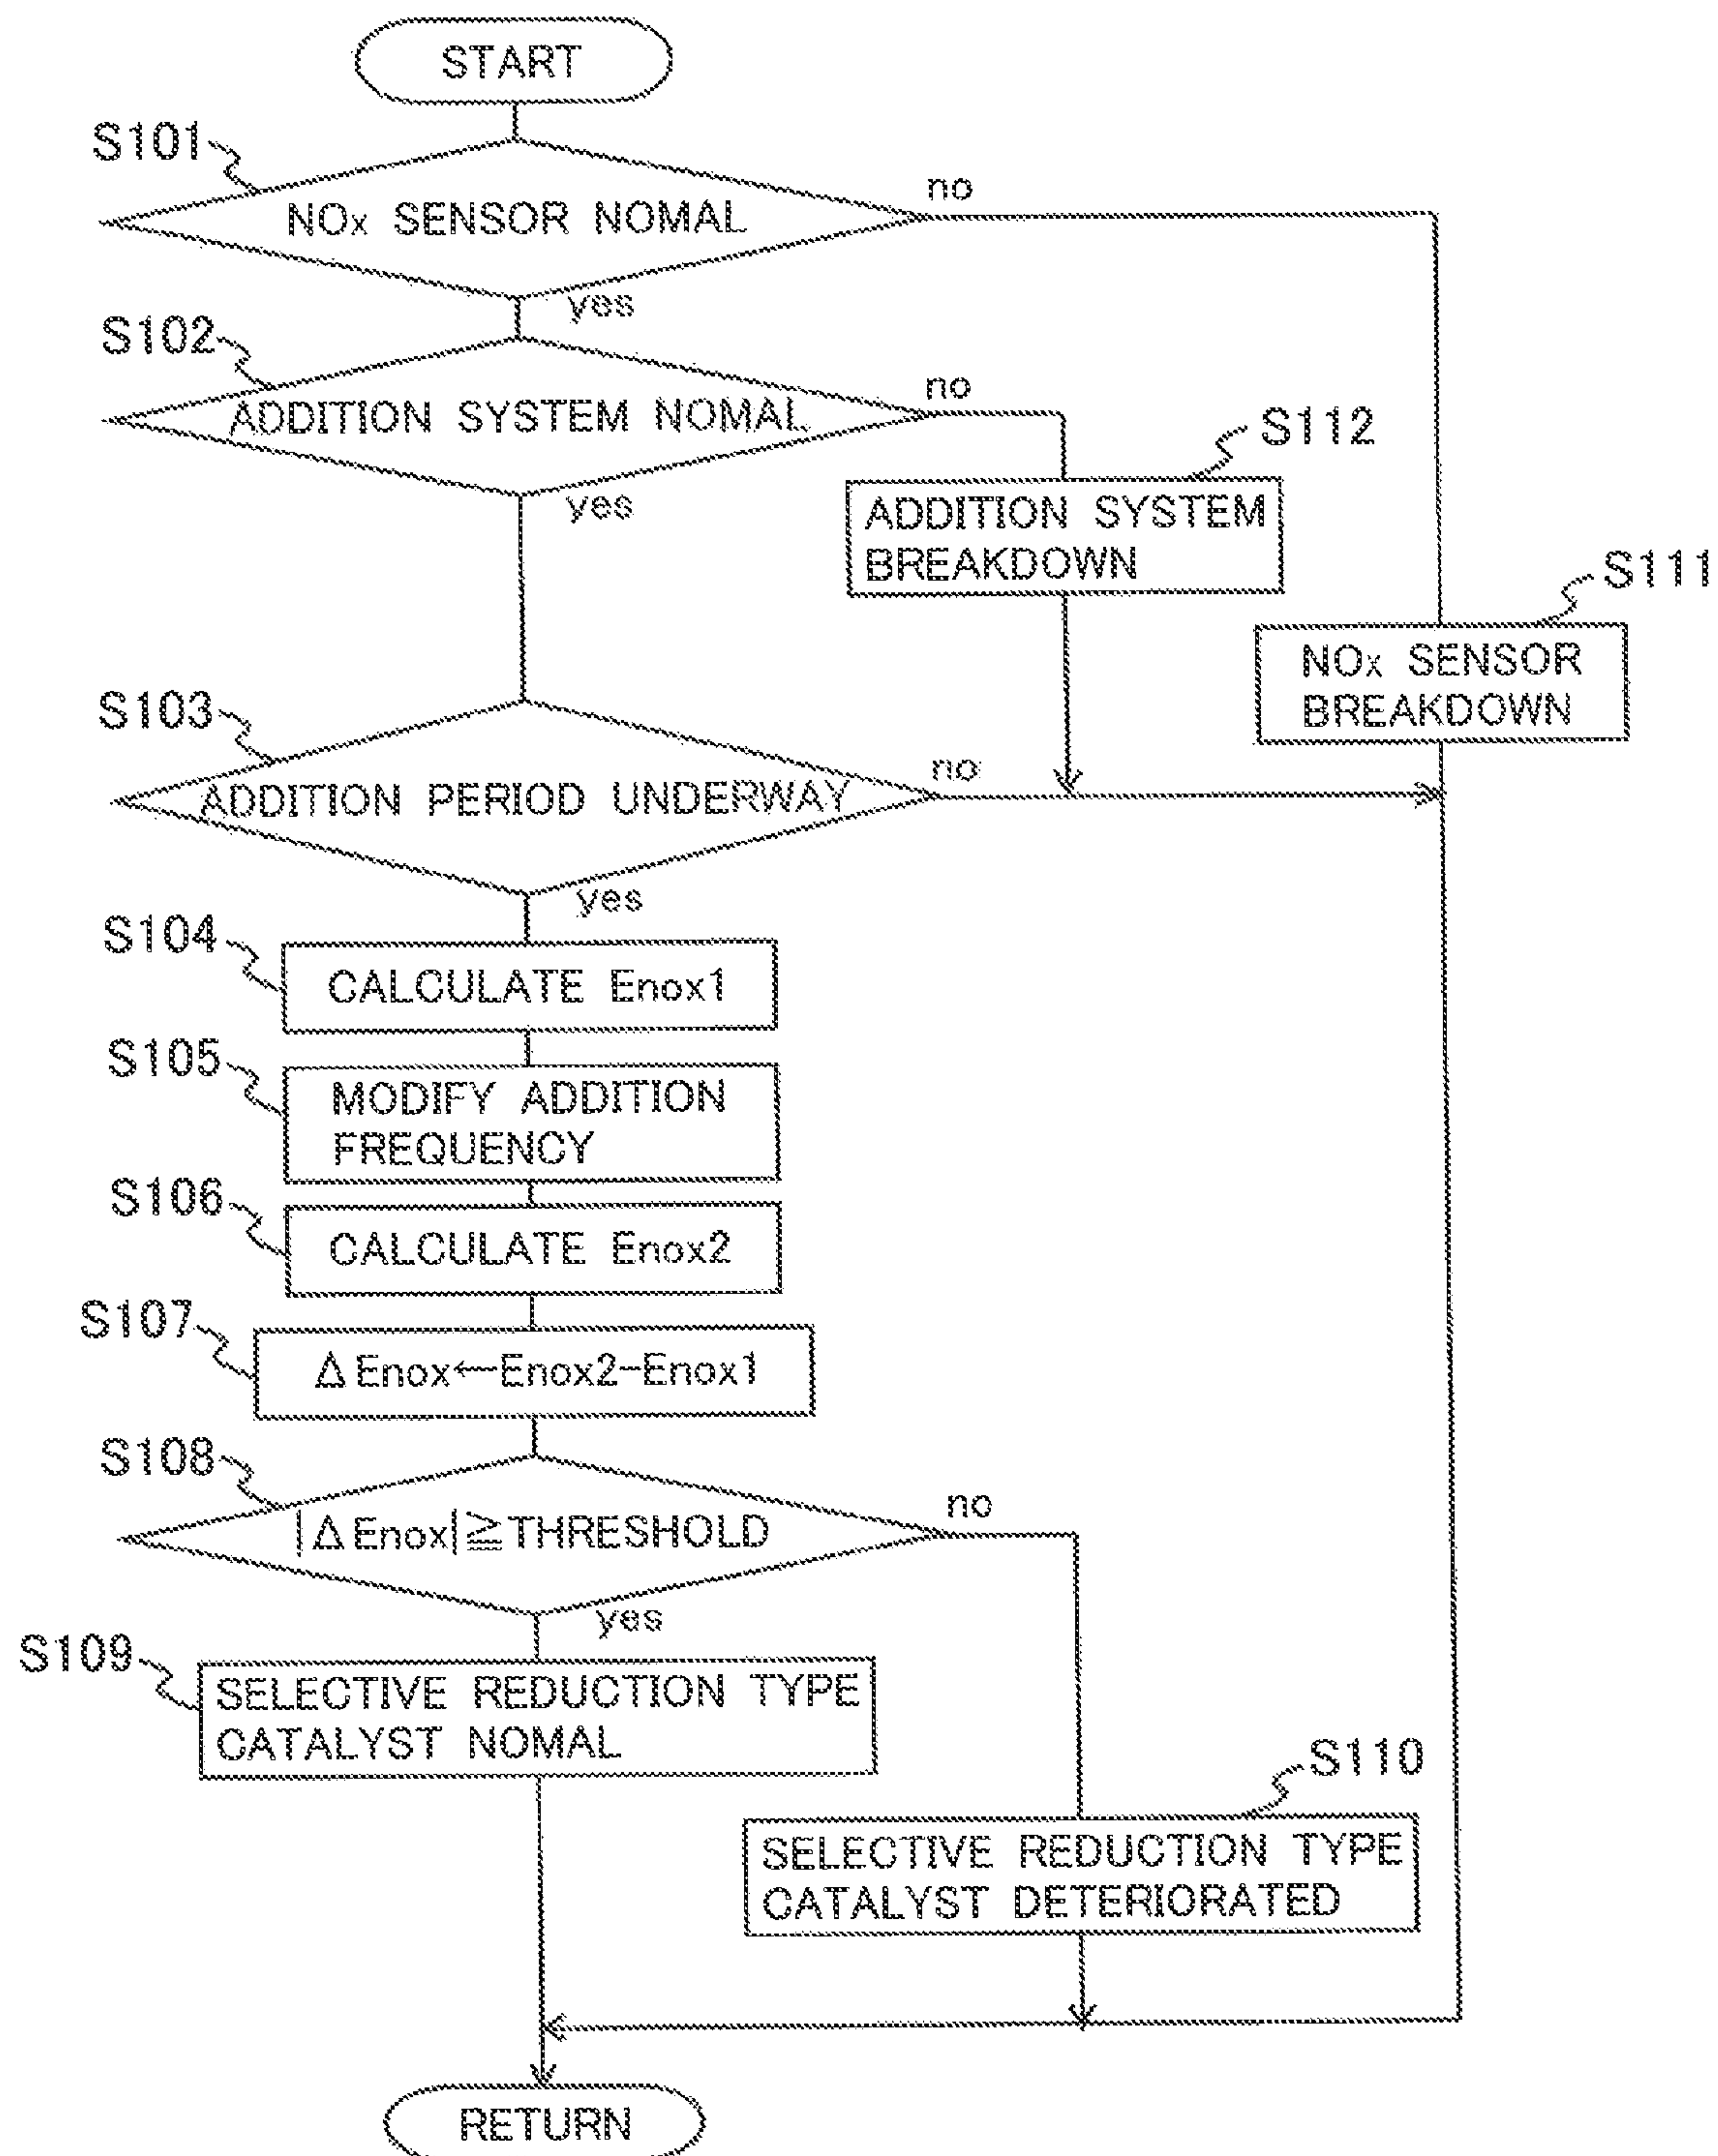 START
S101
NOx SENSOR NOMAL
no
yes
S102
ADDITION SYSTEM NOMAL
no
yes
S112
ADDITION SYSTEM
BREAKDOWN
S111
NOx SENSOR
BREAKDOWN
S103
ADDITION PERIOD UNDERWAY
no
yes
S104
CALCULATE Enox1
S105
MODIFY ADDITION
FREQUENCY
S106
CALCULATE Enox2
S107
Δ Enox←Enox2-Enox1
S108
|Δ Enox|≧THRESHOLD
no
yes
S109
SELECTIVE REDUCTION TYPE
CATALYST NOMAL
S110
SELECTIVE REDUCTION TYPE
CATALYST DETERIORATED
RETURN